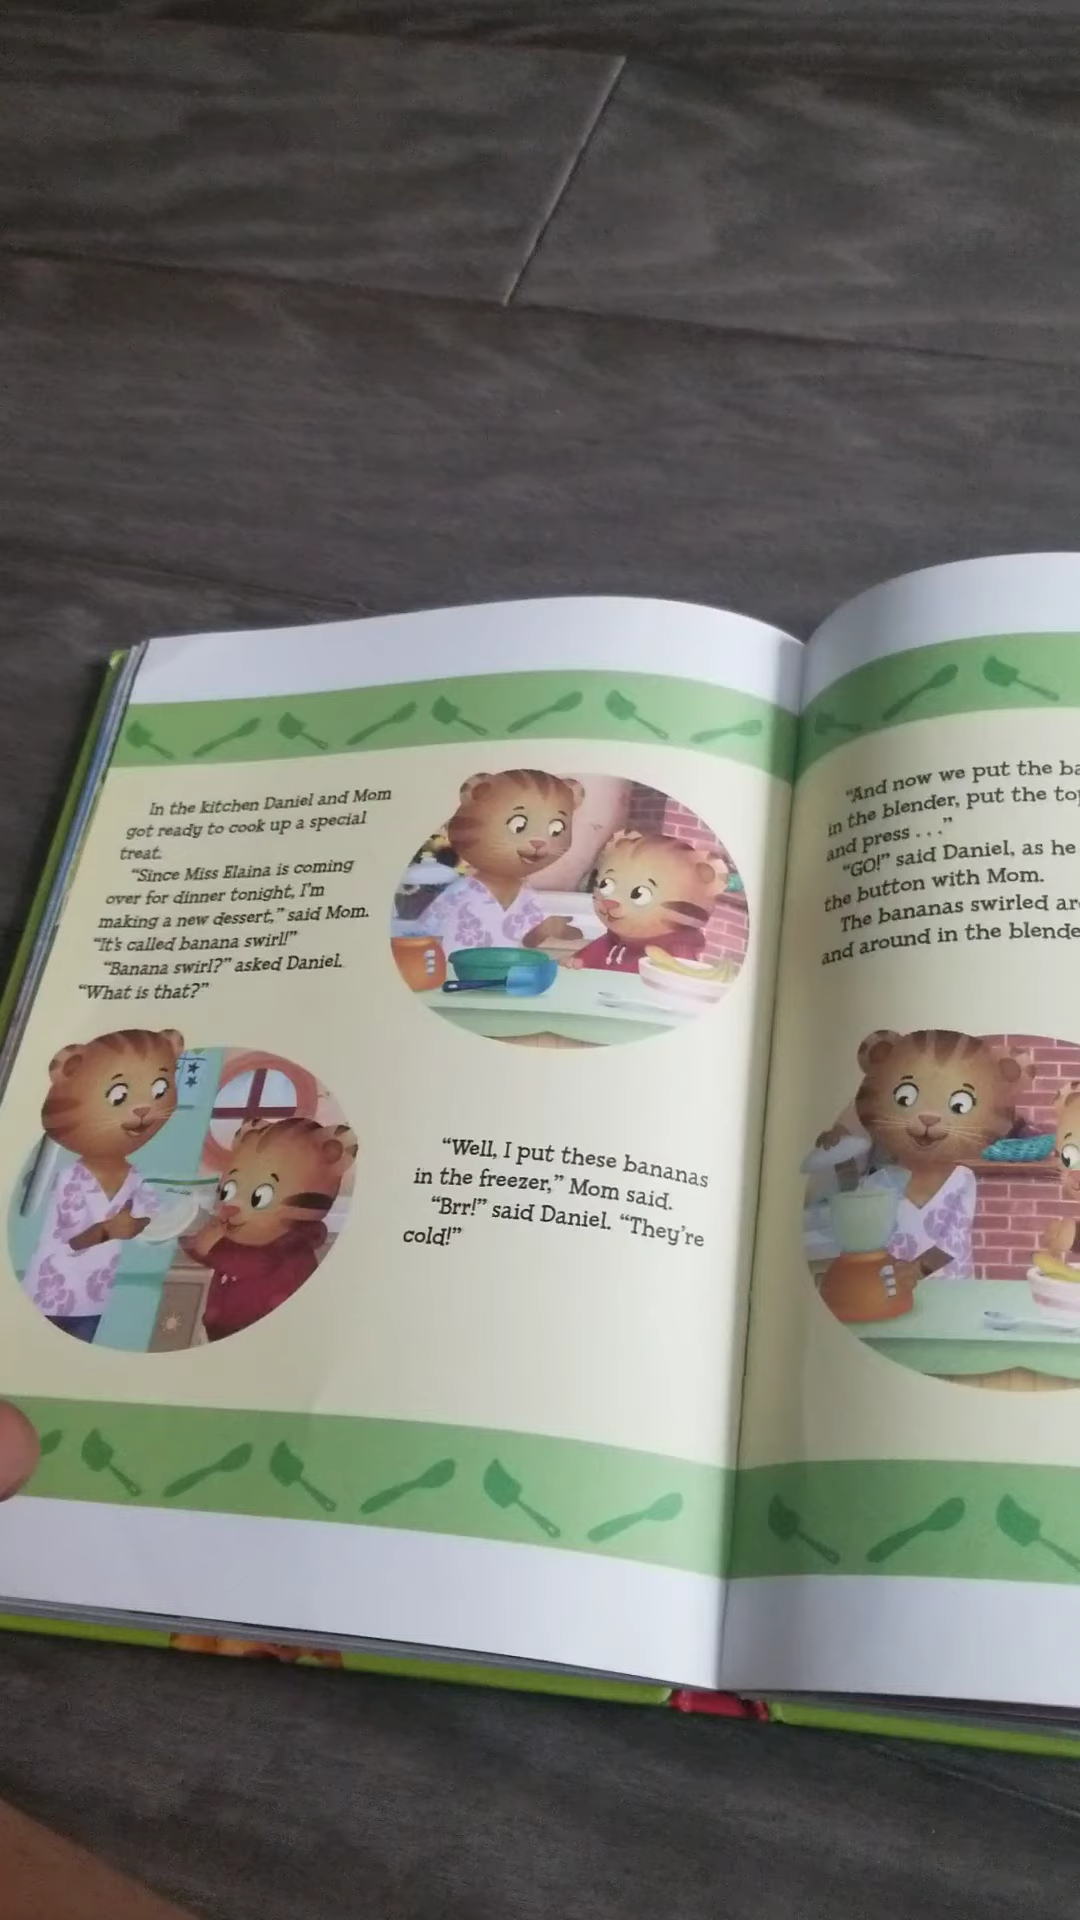 In the kitchen Daniel and Mom
got ready to cook up a special
treat.
“Since Miss Elaina is coming
over for dinner tonight, I’m
making a new dessert,” said Mom.
“It’s called banana swirl!”
“Banana swirl?” asked Daniel.
“What is that?”
“Well, I put these bananas
in the freezer,” Mom said.
“Brr!” said Daniel. “They’re
cold!”
“And now we put the
in the blender, put the
and press . . .”
“GO!” said Daniel, as he
the button with Mom.
The bananas swirled
and around in the